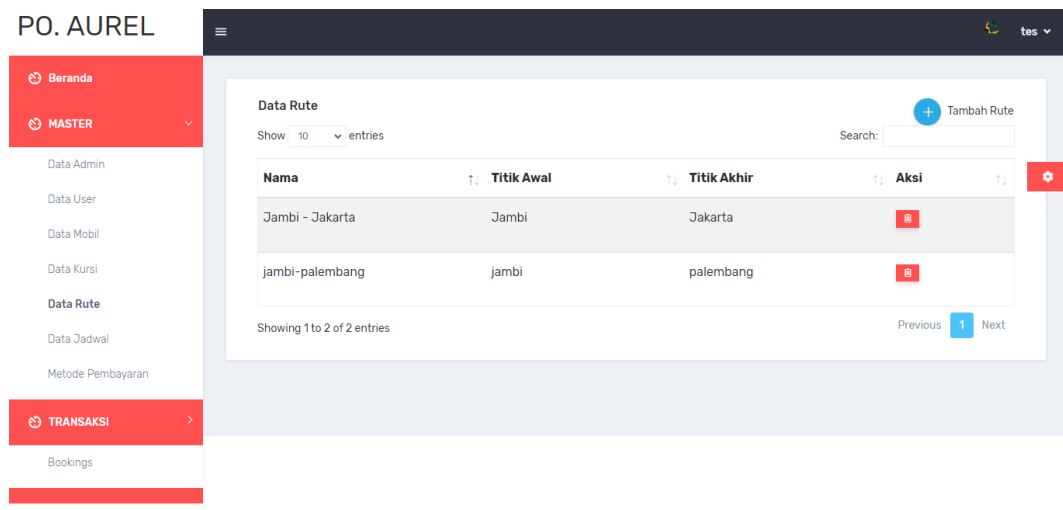 PO. AUREL
tes
Beranda
MASTER
Data Admin
Data User
Data Mobil
Data Kursi
Data Rute
Data Jadwal
Metode Pembayaran
TRANSAKSI
Bookings
Data Rute
Tambah Rute
Show 10 entries
Search:
Nama Titik Awal Titik Akhir Aksi
Jambi - Jakarta Jambi Jakarta
jambi-palembang jambi palembang
Showing 1 to 2 of 2 entries
Previous 1 Next